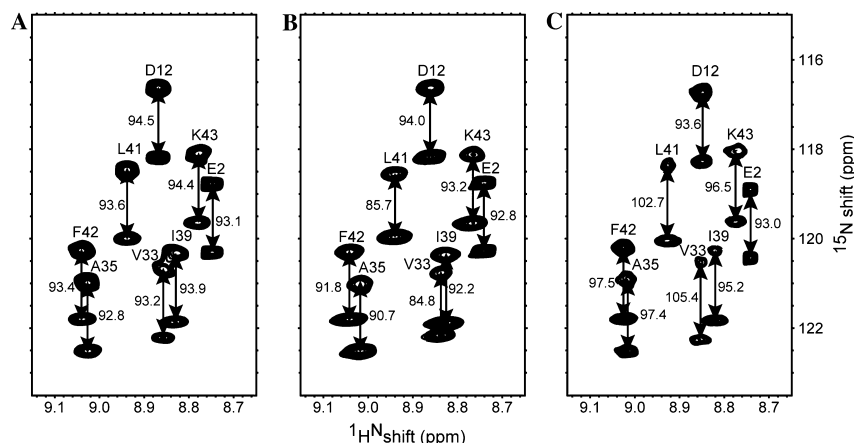 A
B
C
D12
94.5
K43
L41
E2
93.6
94.4
93.1
F42
I39
V33
A35
93.4
92.8
93.2
93.9
9.1
9.0
8.9
8.8
8.7
D12
94.0
K43
L41
E2
85.7
93.2
92.8
F42
I39
V33
A35
91.8
90.7
84.8
92.2
9.1
9.0
8.9
8.8
8.7
D12
93.6
K43
L41
E2
102.7
96.5
93.0
F42
I39
V33
A35
97.5
97.4
105.4
95.2
9.1
9.0
8.9
8.8
8.7
116
118
120
122
15N shift (ppm)
1HN shift (ppm)